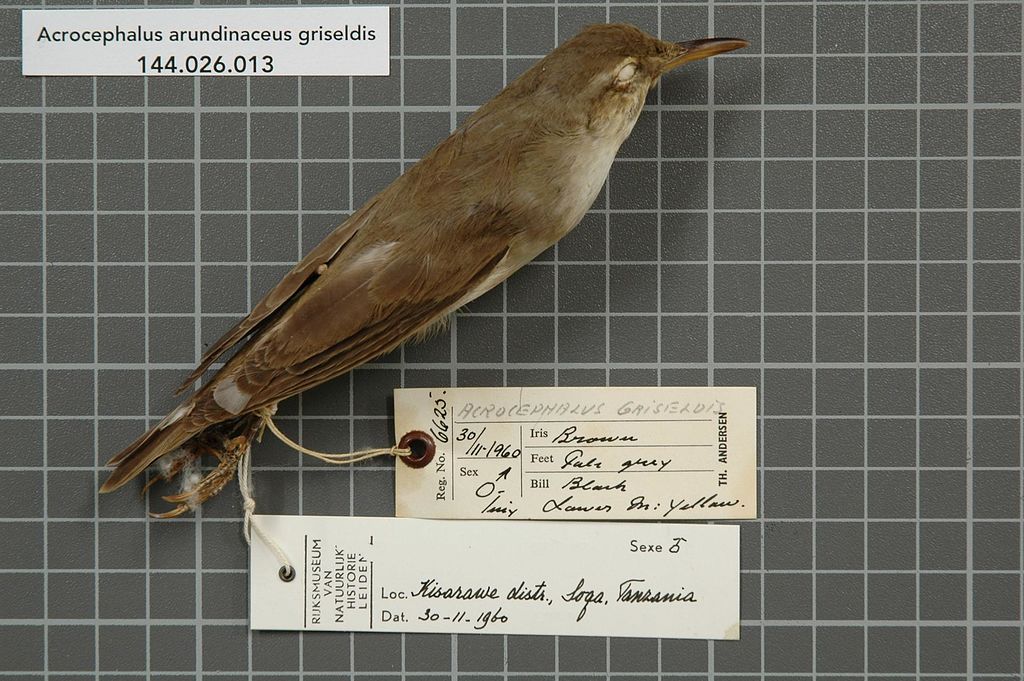 Acrocephalus arundinaceus griseldis
144.026.013
Reg. No. 6625.
ACROCEPHALUS GRISELDIS
30/11-1960
Iris Brown
Sex ♂
Feet Pale grey
Bill Black
Lower M: Yellow.
TH. ANDERSEN
RIJKSMUSEUM
VAN
NATUURLIJKE
HISTORIE
LEIDEN
Sexe ♂
Loc. Kisarawe distr., Soga, Tanzania
Dat. 30-11-1960